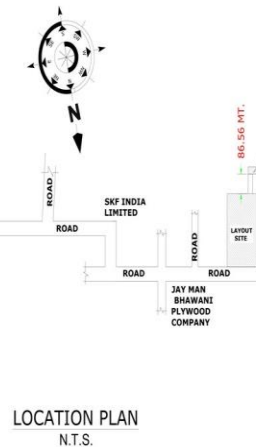 N
86.56 MT.
ROAD
SKF INDIA
LIMITED
ROAD
ROAD
LAYOUT
SITE
ROAD
ROAD
JAY MAN
BHAWANI
PLYWOOD
COMPANY
LOCATION PLAN
N.T.S.